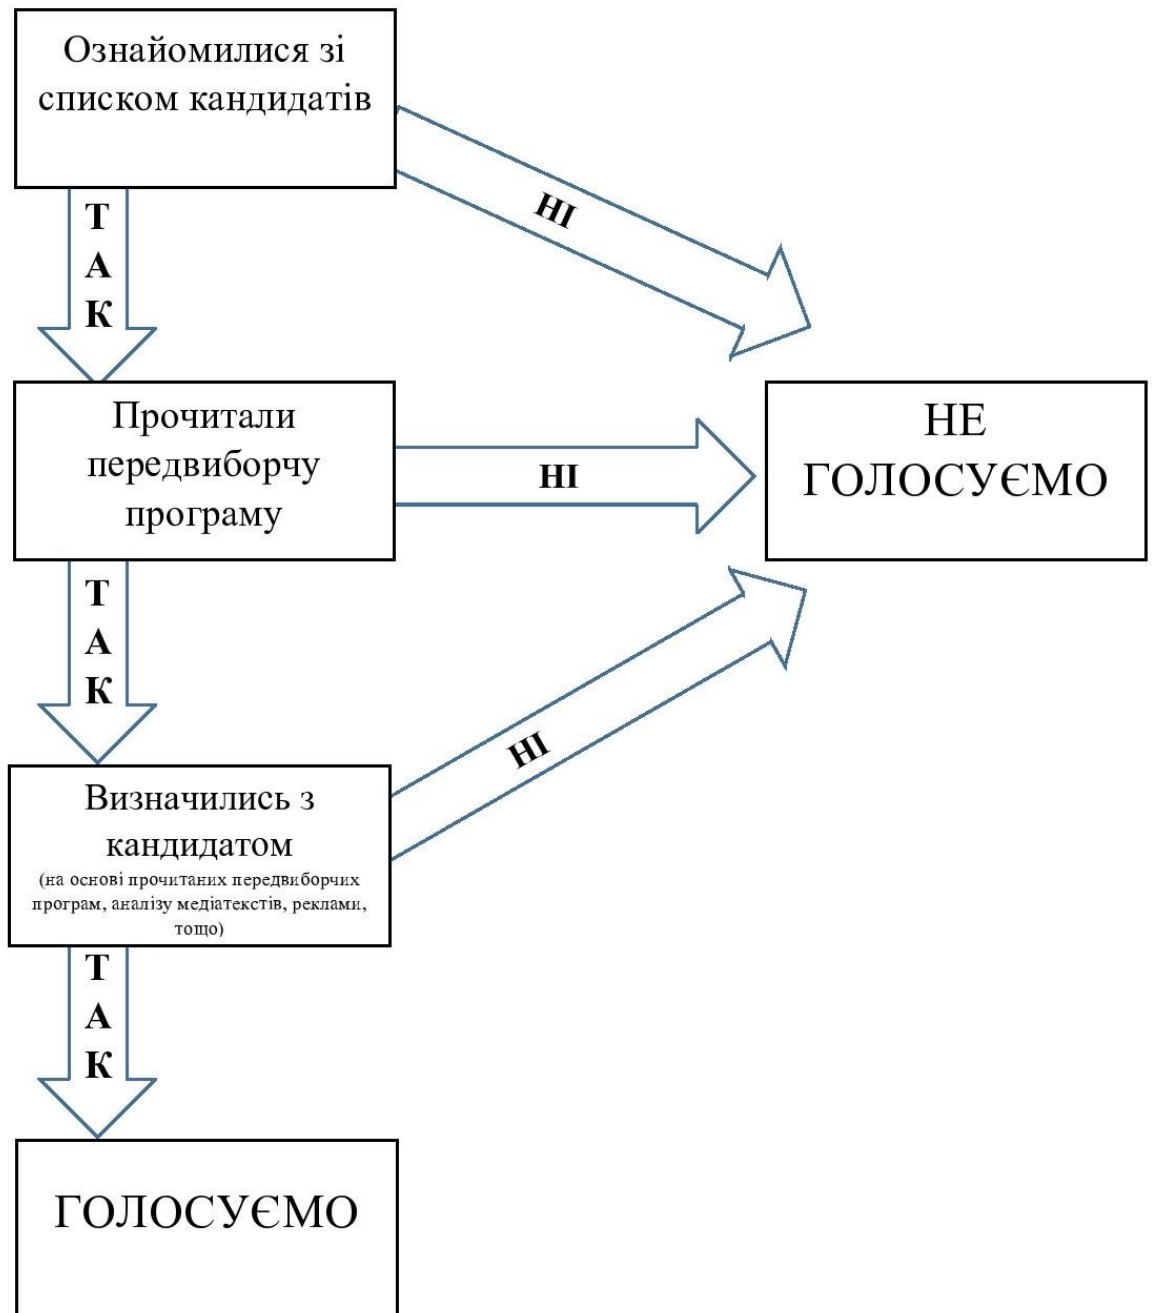 Ознайомилися зі
списком кандидатів
НІ
Т
А
К
Прочитали
передвиборчу
програму
НІ
НЕ
ГОЛОСУЄМО
Т
А
К
НІ
Визначились з
кандидатом
(на основі прочитаних передвиборчих
програм, аналізу медіатекстів, реклами,
тощо)
Т
А
К
ГОЛОСУЄМО